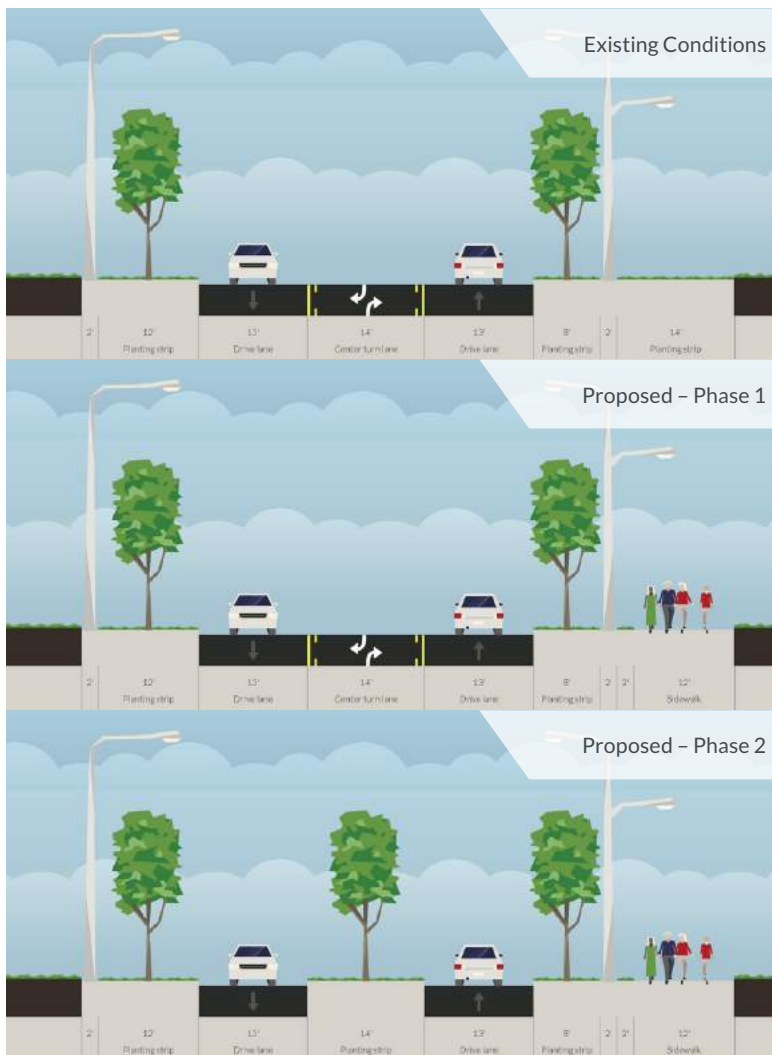 Existing Conditions
2' 12' 13' 14' 13' 8' 2' 14'
Planting strip Drive lane Center turn lane Drive lane Planting strip Planting strip
Proposed – Phase 1
2' 12' 13' 14' 13' 8' 2' 2' 12'
Planting strip Drive lane Center turn lane Drive lane Planting strip Sidewalk
Proposed – Phase 2
2' 12' 13' 14' 13' 8' 2' 2' 12'
Planting strip Drive lane Planting strip Drive lane Planting strip Sidewalk